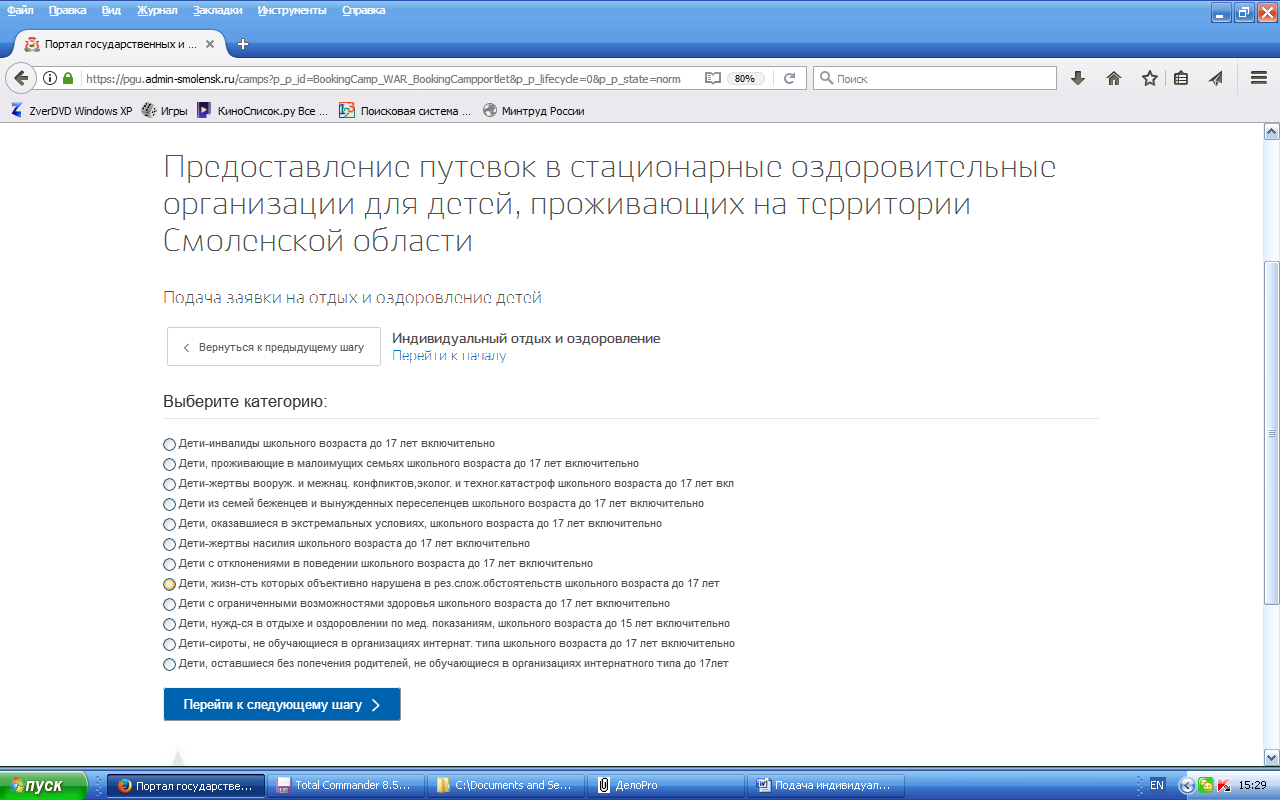 Файл Правка Вид Журнал Закладки Инструменты Справка
Портал государственных и ...
https://pgu.admin-smolensk.ru/camps?p_p_id=BookingCamp_WAR_BookingCampportlet&p_p_lifecycle=0&p_p_state=norm 80% Поиск
ZverDVD Windows XP Игры КиноСписок.ру Все ... Поисковая система ... Минтруд России
Предоставление путевок в стационарные оздоровительные
организации для детей, проживающих на территории
Смоленской области
Подача заявки на отдых и оздоровление детей
Вернуться к предыдущему шагу
Индивидуальный отдых и оздоровление
Перейти к началу
Выберите категорию:
Дети-инвалиды школьного возраста до 17 лет включительно
Дети, проживающие в малоимущих семьях школьного возраста до 17 лет включительно
Дети-жертвы вооруж. и межнац. конфликтов,эколог. и техног.катастроф школьного возраста до 17 лет вкл
Дети из семей беженцев и вынужденных переселенцев школьного возраста до 17 лет включительно
Дети, оказавшиеся в экстремальных условиях, школьного возраста до 17 лет включительно
Дети-жертвы насилия школьного возраста до 17 лет включительно
Дети с отклонениями в поведении школьного возраста до 17 лет включительно
Дети, жизн-сть которых объективно нарушена в рез.слож.обстоятельств школьного возраста до 17 лет
Дети с ограниченными возможностями здоровья школьного возраста до 17 лет включительно
Дети, нужд-ся в отдыхе и оздоровлении по мед. показаниям, школьного возраста до 15 лет включительно
Дети-сироты, не обучающиеся в организациях интернат. типа школьного возраста до 17 лет включительно
Дети, оставшиеся без попечения родителей, не обучающиеся в организациях интернатного типа до 17лет
Перейти к следующему шагу
пуск Портал государстве... Total Commander 8.5... C:\Documents and Se... ДелоPro Подача индивидуал... EN 15:29